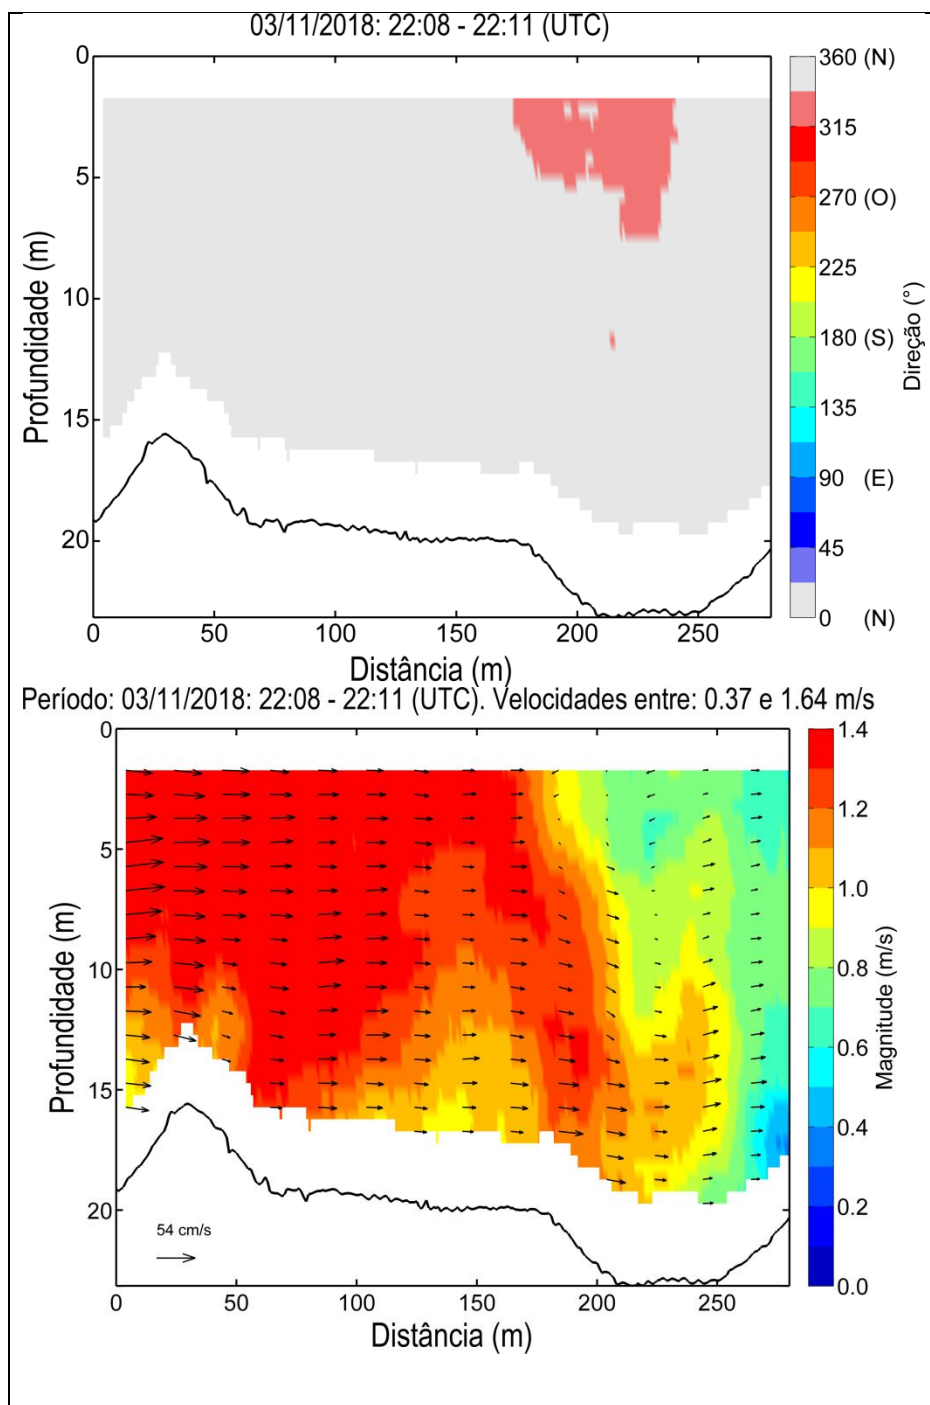 03/11/2018: 22:08 - 22:11 (UTC)
0
5
10
15
20
Profundidade (m)
0
50
100
150
200
250
Distância (m)
360 (N)
315
270 (O)
225
180 (S)
135
90 (E)
45
0 (N)
Direção (°)
Período: 03/11/2018: 22:08 - 22:11 (UTC). Velocidades entre: 0.37 e 1.64 m/s
0
5
10
15
20
Profundidade (m)
54 cm/s
0
50
100
150
200
250
Distância (m)
1.4
1.2
1.0
0.8
0.6
0.4
0.2
0.0
Magnitude (m/s)